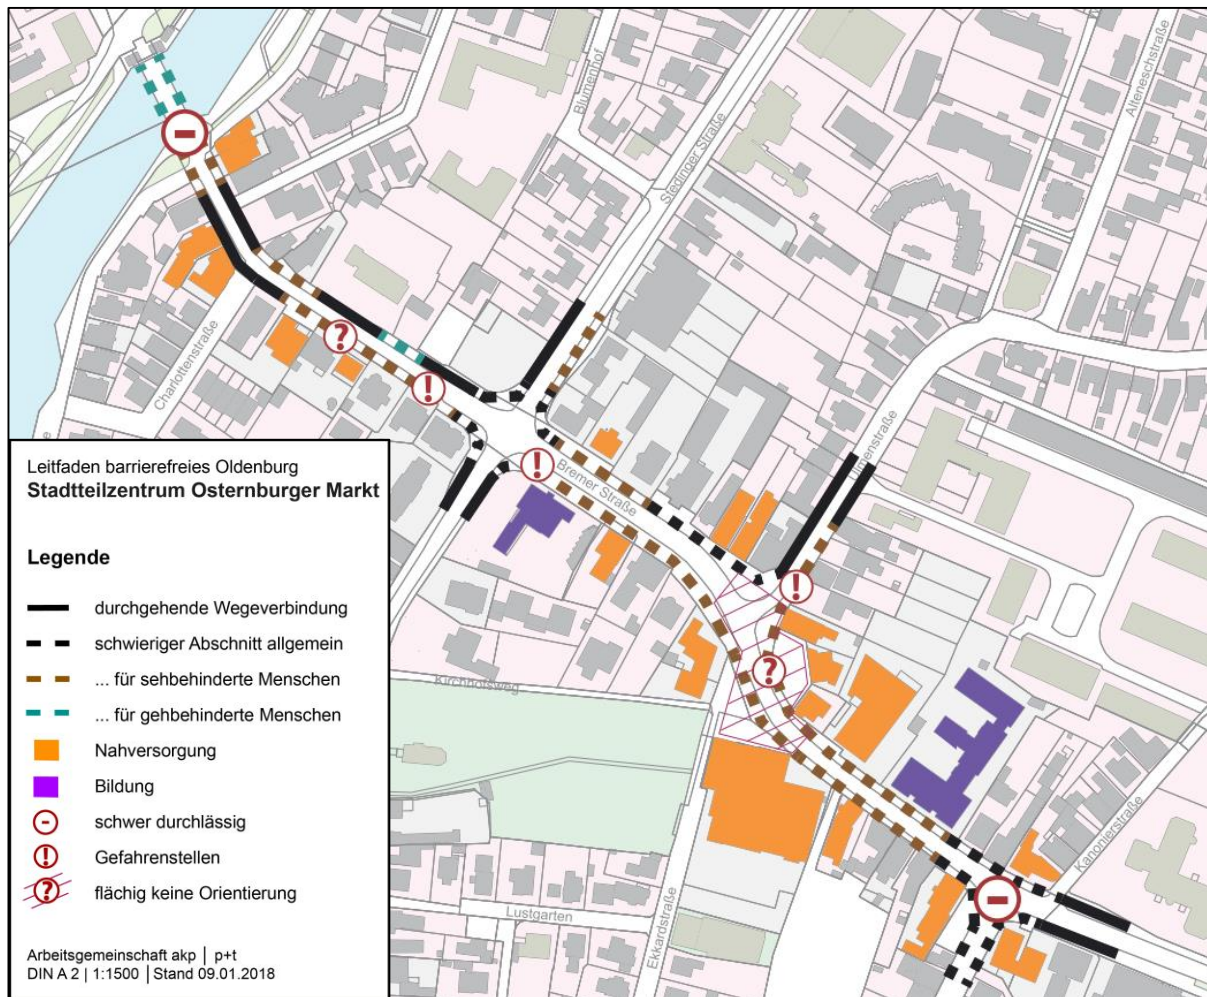 Blumenhof
Stedinger Straße
Alteneschstraße
Charlottenstraße
Ulmenstraße
Bremer Straße
Kirchhofsweg
Kanonierstraße
Lustgarten
Ekkardstraße
?
!
!
!
?
Leitfaden barrierefreies Oldenburg
Stadtteilzentrum Osternburger Markt
Legende
durchgehende Wegeverbindung
schwieriger Abschnitt allgemein
... für sehbehinderte Menschen
... für gehbehinderte Menschen
Nahversorgung
Bildung
schwer durchlässig
! Gefahrenstellen
? flächig keine Orientierung
Arbeitsgemeinschaft akp | p+t
DIN A 2 | 1:1500 | Stand 09.01.2018